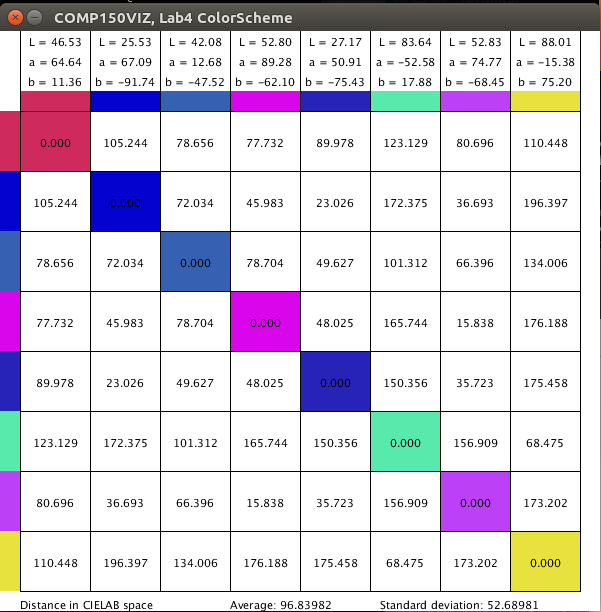 COMP150VIZ, Lab4 ColorScheme
L = 46.53 L = 25.53 L = 42.08 L = 52.80 L = 27.17 L = 83.64 L = 52.83 L = 88.01
a = 64.64 a = 67.09 a = 12.68 a = 89.28 a = 50.91 a = -52.58 a = 74.77 a = -15.38
b = 11.36 b = -91.74 b = -47.52 b = -62.10 b = -75.43 b = 17.88 b = -68.45 b = 75.20
0.000 105.244 78.656 77.732 89.978 123.129 80.696 110.448
105.244 0.000 72.034 45.983 23.026 172.375 36.693 196.397
78.656 72.034 0.000 78.704 49.627 101.312 66.396 134.006
77.732 45.983 78.704 0.000 48.025 165.744 15.838 176.188
89.978 23.026 49.627 48.025 0.000 150.356 35.723 175.458
123.129 172.375 101.312 165.744 150.356 0.000 156.909 68.475
80.696 36.693 66.396 15.838 35.723 156.909 0.000 173.202
110.448 196.397 134.006 176.188 175.458 68.475 173.202 0.000
Distance in CIELAB space Average: 96.83982 Standard deviation: 52.68981